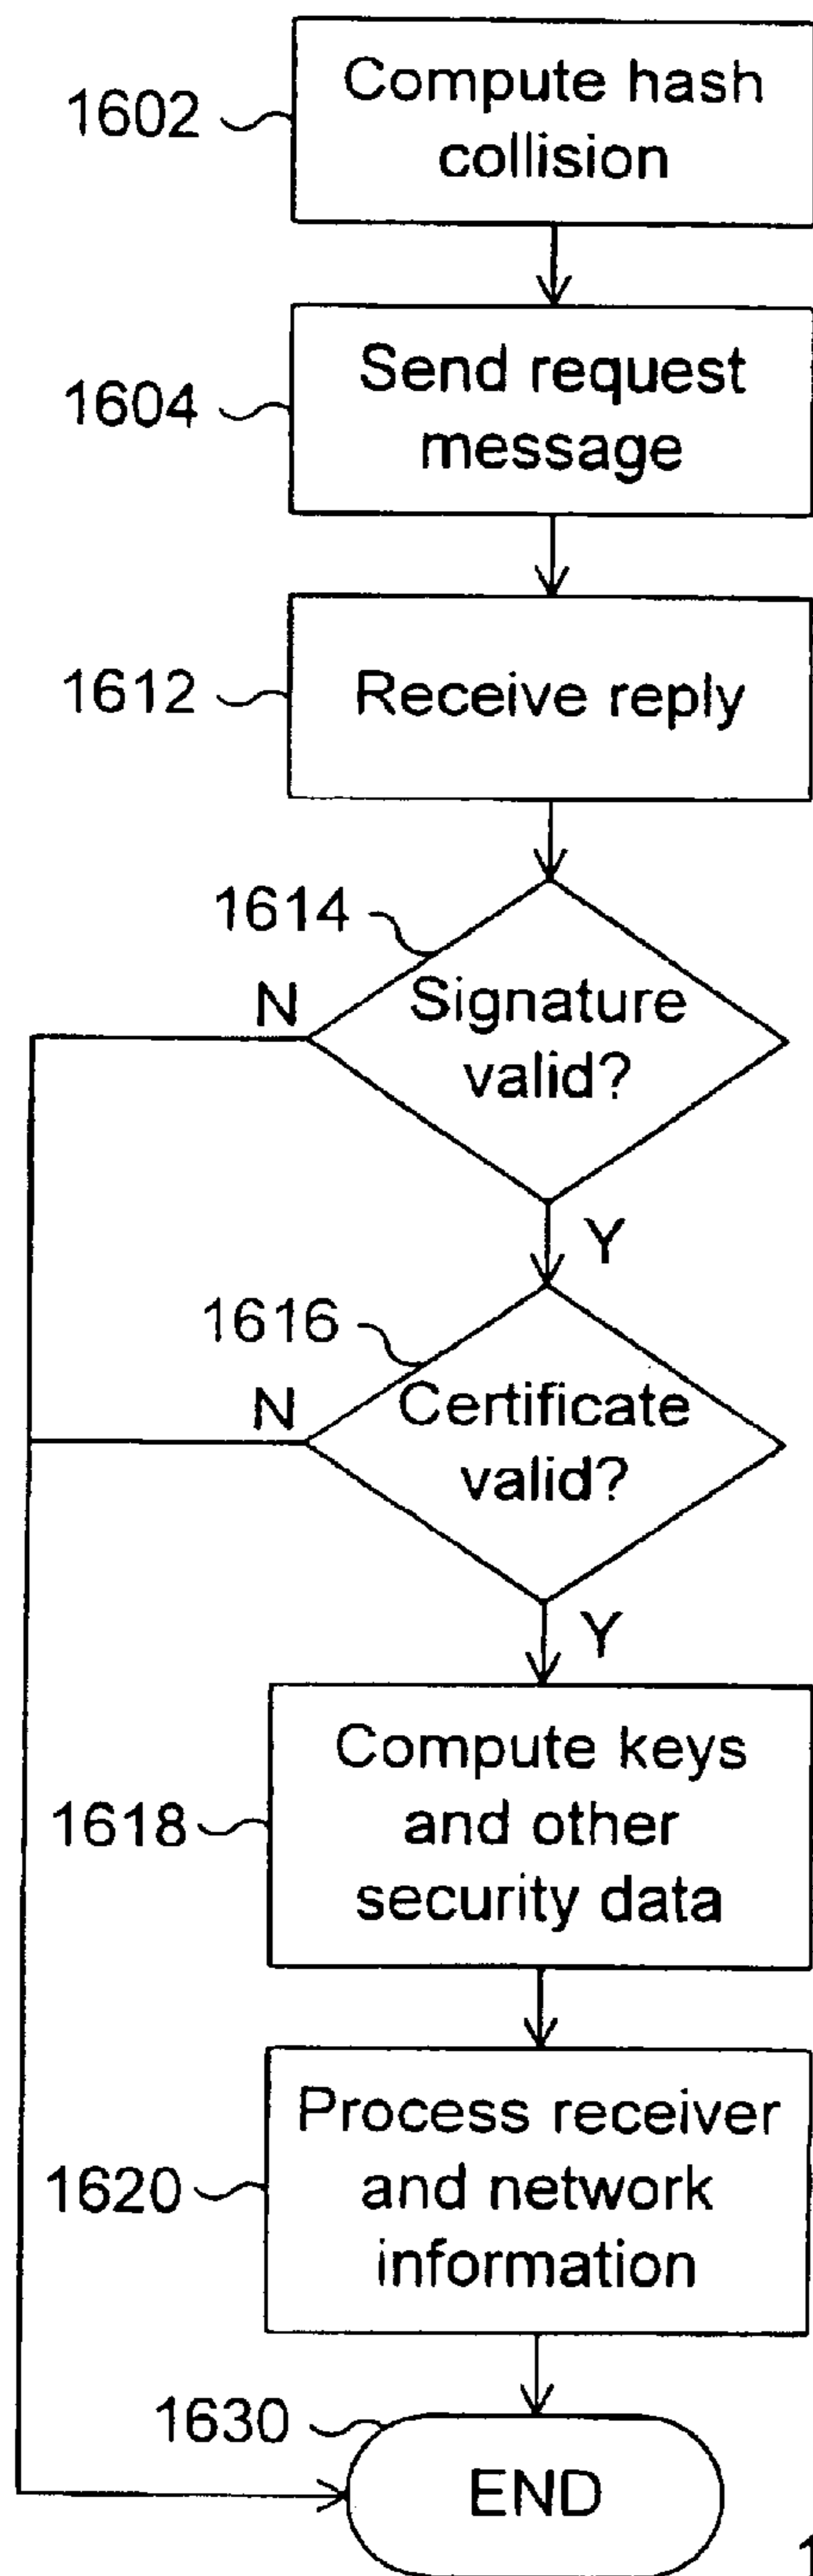 Compute hash
collision
1602
Send request
message
1604
Receive reply
1612
1614
Signature
valid?
N
Y
1616
Certificate
valid?
N
Y
Compute keys
and other
security data
1618
Process receiver
and network
information
1620
1630
END
1